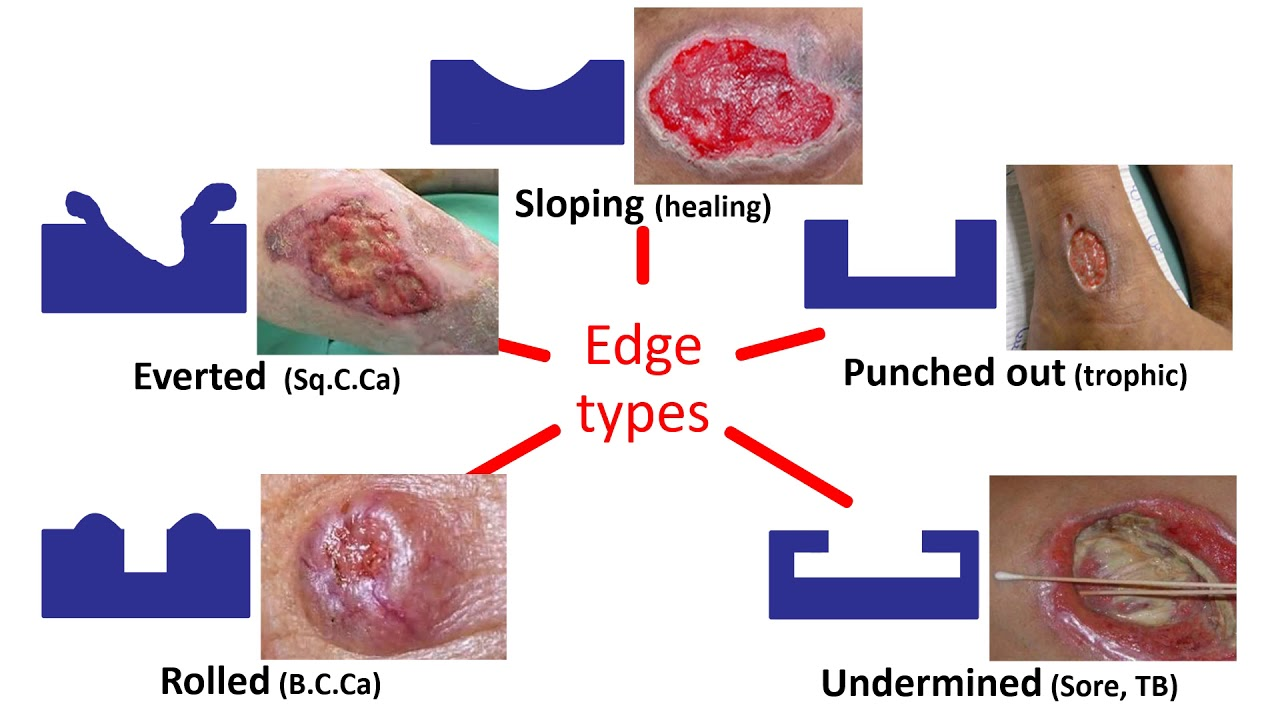 Sloping (healing)
Everted (Sq.C.Ca)
Edge
types
Punched out (trophic)
Rolled (B.C.Ca)
Undermined (Sore, TB)